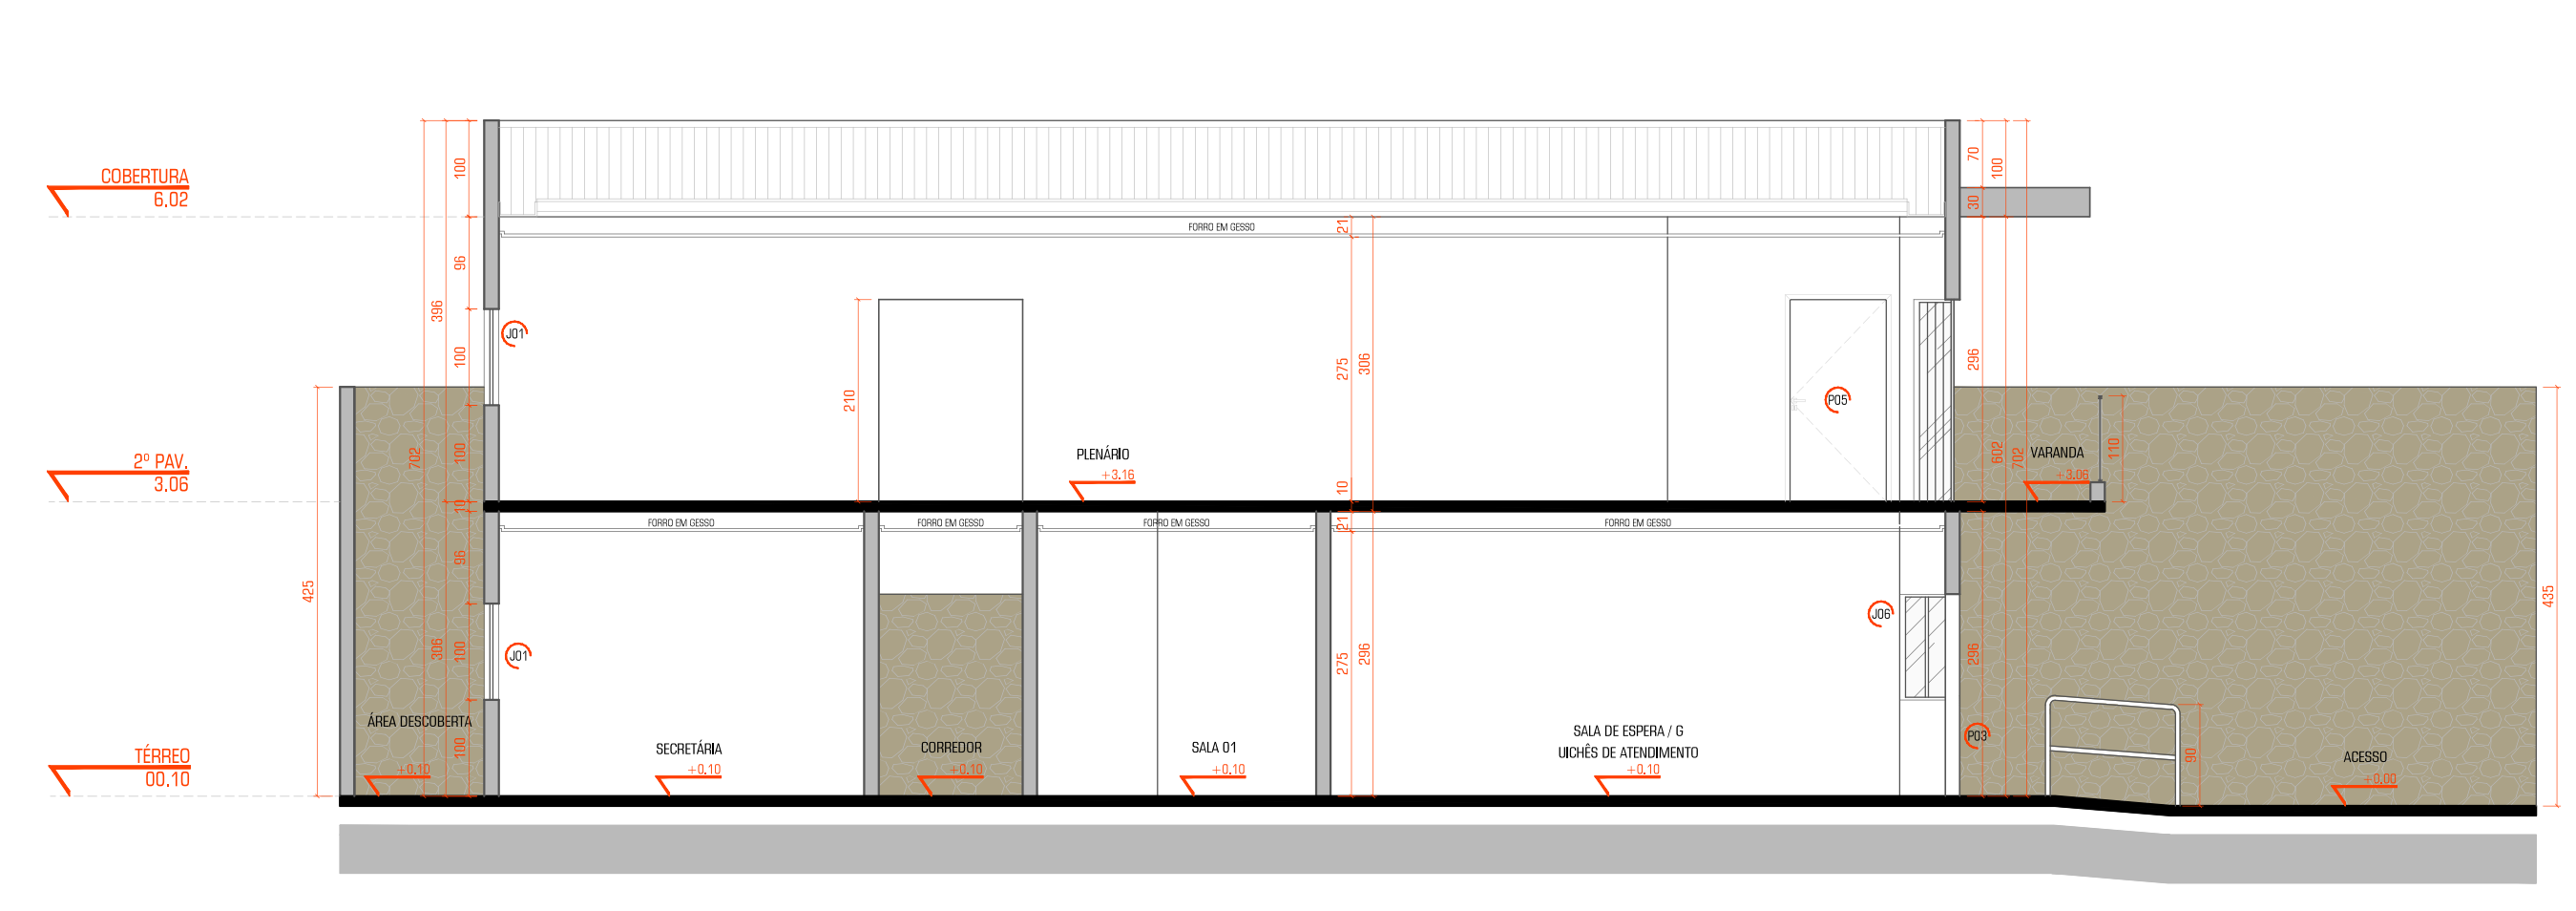 COBERTURA
6.02
2º PAV.
3.06
TÉRREO
00.10
100
96
396
100
702
100
10
96
306
100
100
425
FORRO EM GESSO
J01
210
PLENÁRIO
+3.16
21
275
306
10
P05
70
100
30
296
602
702
VARANDA
+3.06
110
FORRO EM GESSO
FORRO EM GESSO
FORRO EM GESSO
FORRO EM GESSO
21
275
296
J01
J06
296
435
ÁREA DESCOBERTA
+0.10
SECRETÁRIA
+0.10
CORREDOR
+0.10
SALA 01
+0.10
SALA DE ESPERA / G
UICHÊS DE ATENDIMENTO
+0.10
P03
90
ACESSO
+0.00